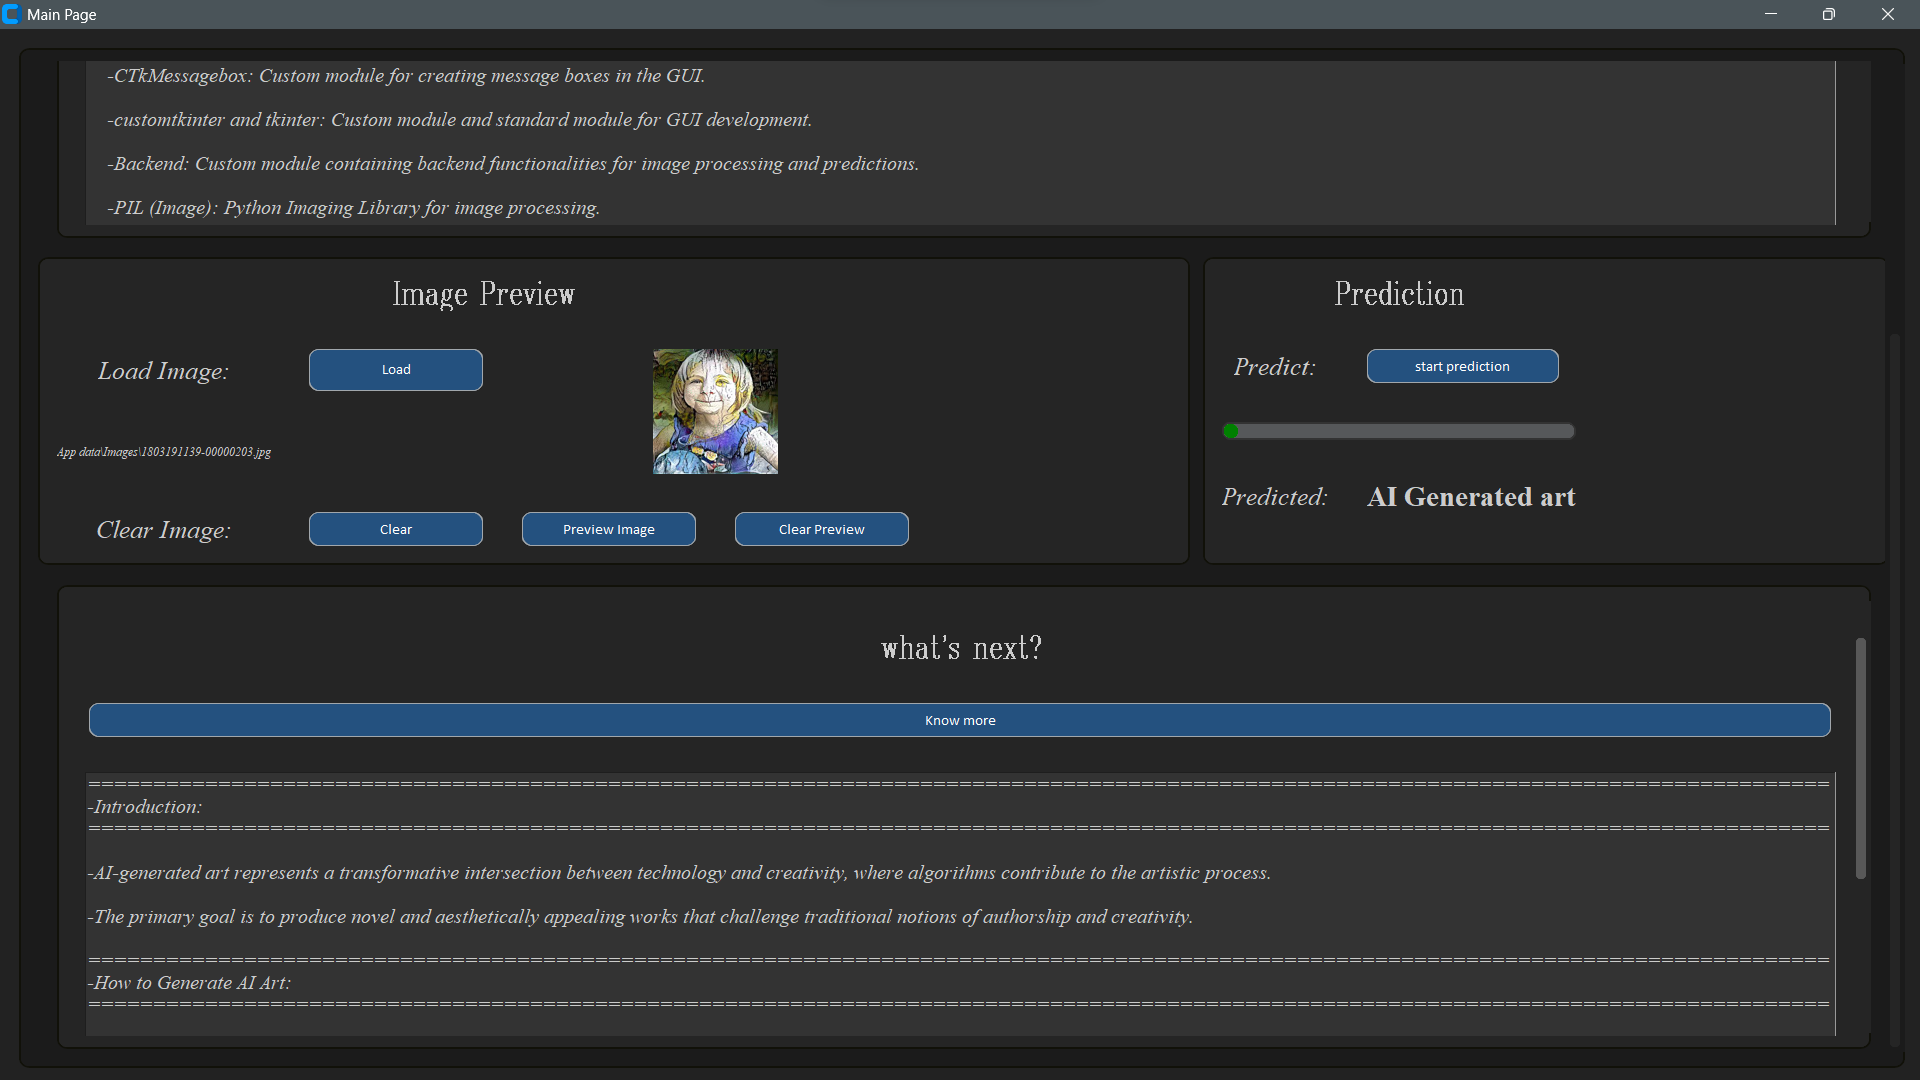 Main Page
-CTkMessagebox: Custom module for creating message boxes in the GUI.
-customtkinter and tkinter: Custom module and standard module for GUI development.
-Backend: Custom module containing backend functionalities for image processing and predictions.
-PIL (Image): Python Imaging Library for image processing.
Image Preview
Load Image:
Load
App data\Images\1803191139-00000203.jpg
Clear Image:
Clear
Preview Image
Clear Preview
Prediction
Predict:
start prediction
Predicted:
AI Generated art
what's next?
Know more
-Introduction:
-AI-generated art represents a transformative intersection between technology and creativity, where algorithms contribute to the artistic process.
-The primary goal is to produce novel and aesthetically appealing works that challenge traditional notions of authorship and creativity.
-How to Generate AI Art: